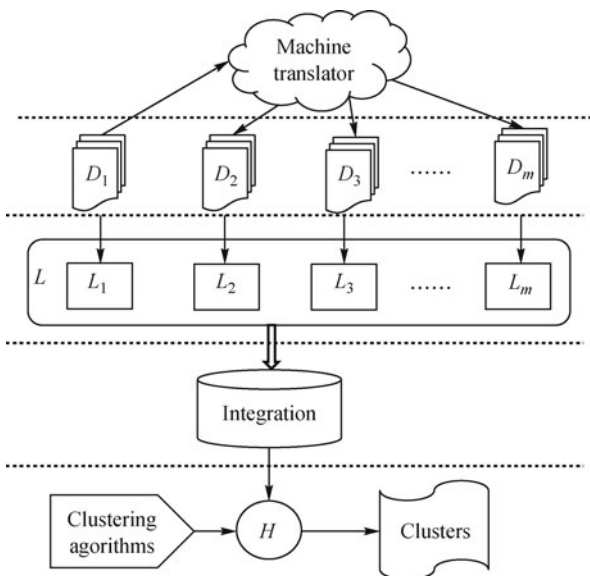 Machine
translator
D1 D2 D3 ...... Dm
L L1 L2 L3 ...... Lm
Integration
Clustering
agorithms
H
Clusters